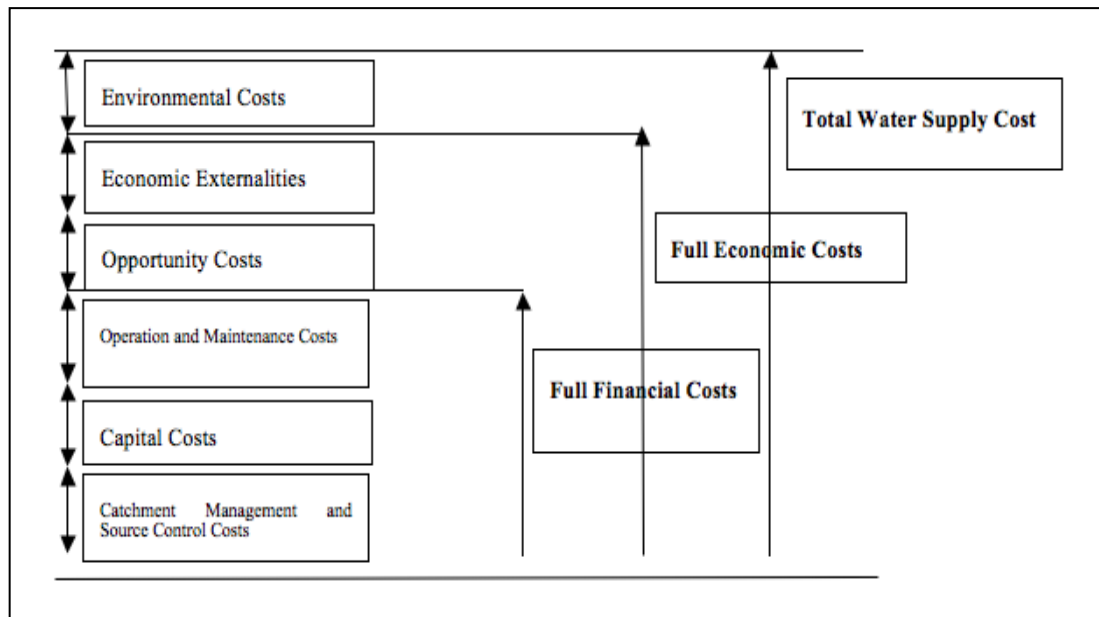 Environmental Costs
Total Water Supply Cost
Economic Externalities
Full Economic Costs
Opportunity Costs
Operation and Maintenance Costs
Full Financial Costs
Capital Costs
Catchment Management and
Source Control Costs